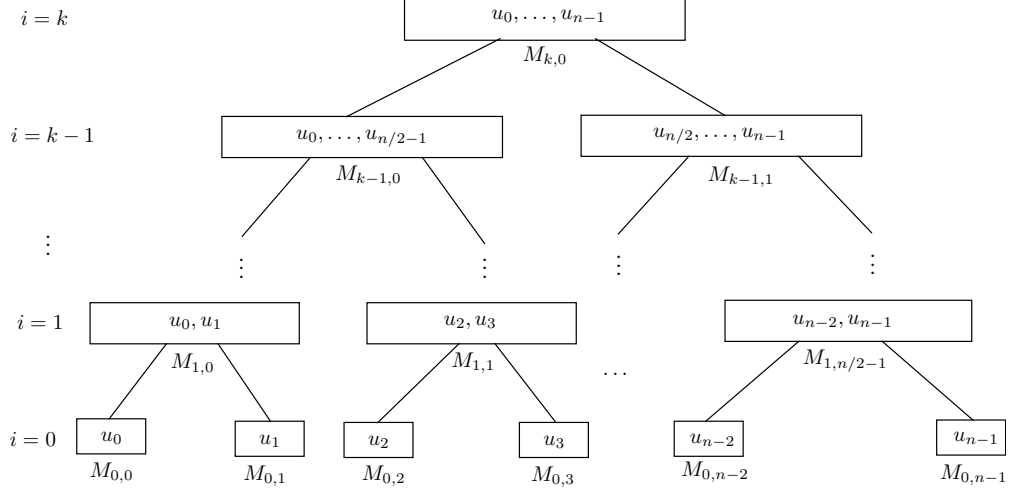 i = k
u_0, . . . , u_{n−1}
M_{k,0}
i = k − 1
u_0, . . . , u_{n/2−1}
u_{n/2}, . . . , u_{n−1}
M_{k−1,0}
M_{k−1,1}
⋮ ⋮ ⋮ ⋮ ⋮
i = 1
u_0, u_1
u_2, u_3
u_{n−2}, u_{n−1}
M_{1,0}
M_{1,1}
M_{1,n/2−1}
. . .
i = 0
u_0
u_1
u_2
u_3
u_{n−2}
u_{n−1}
M_{0,0}
M_{0,1}
M_{0,2}
M_{0,3}
M_{0,n−2}
M_{0,n−1}